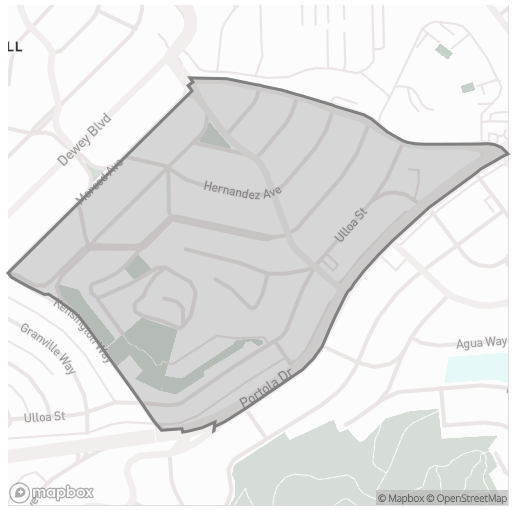 LL
Dewey Blvd
Merced Ave
Hernandez Ave
Ulloa St
Kensington Way
Granville Way
Agua Way
Portola Dr
Ulloa St
mapbox
© Mapbox © OpenStreetMap